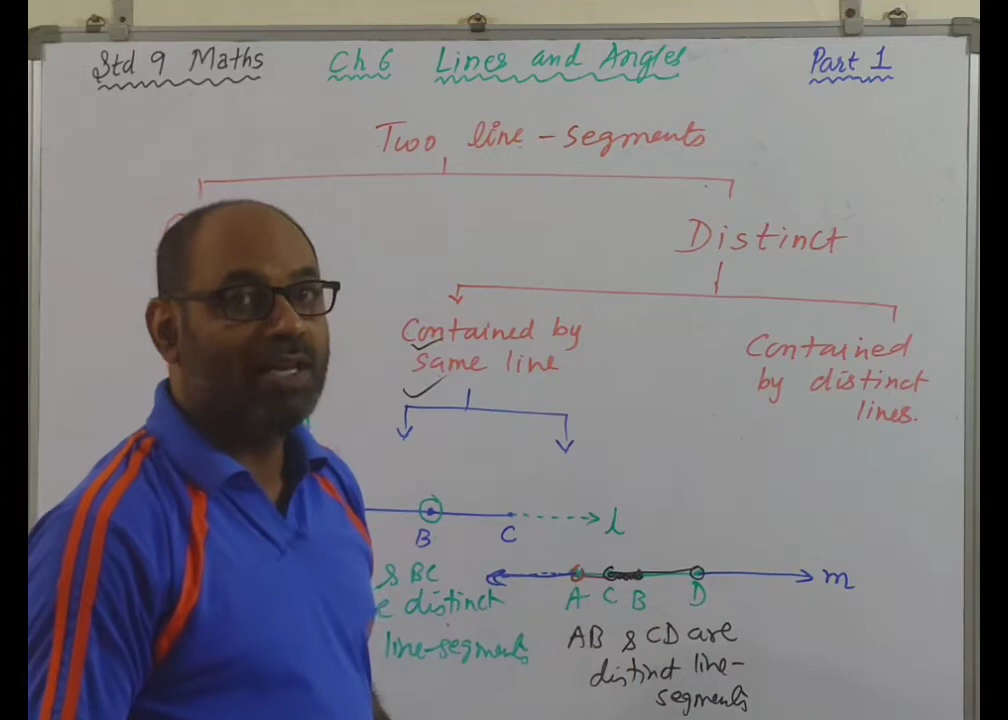 Std 9 Maths Ch 6 Lines and Angles Part 1
Two line-segments
Distinct
Contained by
same line
Contained
by distinct
lines.
B C l
& BC
distinct
line-segments
A C B D m
AB & CD are
distinct line-
segments